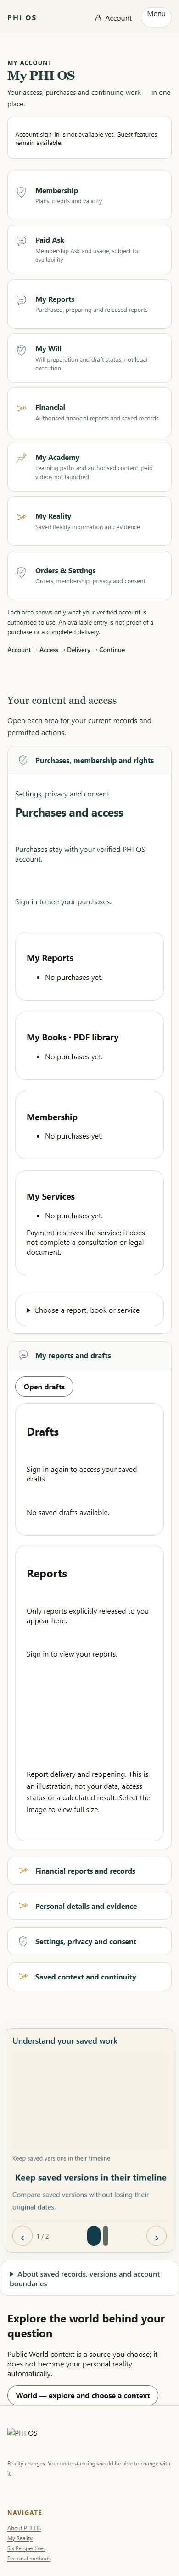 PHI OS
Account
Menu
MY ACCOUNT
My PHI OS
Your access, purchases and continuing work — in one
place.
Account sign-in is not available yet. Guest features
remain available.
Membership
Plans, credits and validity
Paid Ask
Membership Ask and usage, subject to
availability
My Reports
Purchased, preparing and released reports
My Will
Will preparation and draft status, not legal
execution
Financial
Authorised financial reports and saved records
My Academy
Learning paths and authorised content; paid
videos not launched
My Reality
Saved Reality information and evidence
Orders & Settings
Orders, membership, privacy and consent
Each area shows only what your verified account is
authorised to use. An available entry is not proof of a
purchase or a completed delivery.
Account → Access → Delivery → Continue
Your content and access
Open each area for your current records and
permitted actions.
Purchases, membership and rights
Settings, privacy and consent
Purchases and access
Purchases stay with your verified PHI OS
account.
Sign in to see your purchases.
My Reports
• No purchases yet.
My Books · PDF library
• No purchases yet.
Membership
• No purchases yet.
My Services
• No purchases yet.
Payment reserves the service; it does
not complete a consultation or legal
document.
▶ Choose a report, book or service
My reports and drafts
Open drafts
Drafts
Sign in again to access your saved
drafts.
No saved drafts available.
Reports
Only reports explicitly released to you
appear here.
Sign in to view your reports.
Report delivery and reopening. This is
an illustration, not your data, access
status or a calculated result. Select the
image to view full size.
Financial reports and records
Personal details and evidence
Settings, privacy and consent
Saved context and continuity
Understand your saved work
Keep saved versions in their timeline
Keep saved versions in their timeline
Compare saved versions without losing their
original dates.
‹
1 / 2
›
▶ About saved records, versions and account
boundaries
Explore the world behind your
question
Public World context is a source you choose; it
does not become your personal reality
automatically.
World — explore and choose a context
PHI OS
Reality changes. Your understanding should be able to change with
it.
NAVIGATE
About PHI OS
My Reality
Six Perspectives
Personal methods